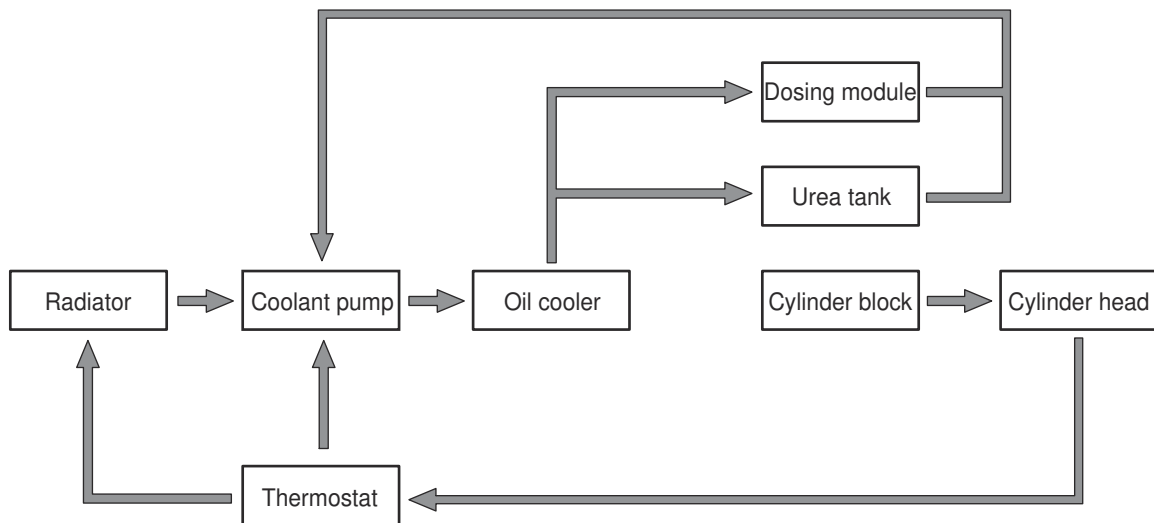 Dosing module
Urea tank
Radiator
Coolant pump
Oil cooler
Cylinder block
Cylinder head
Thermostat